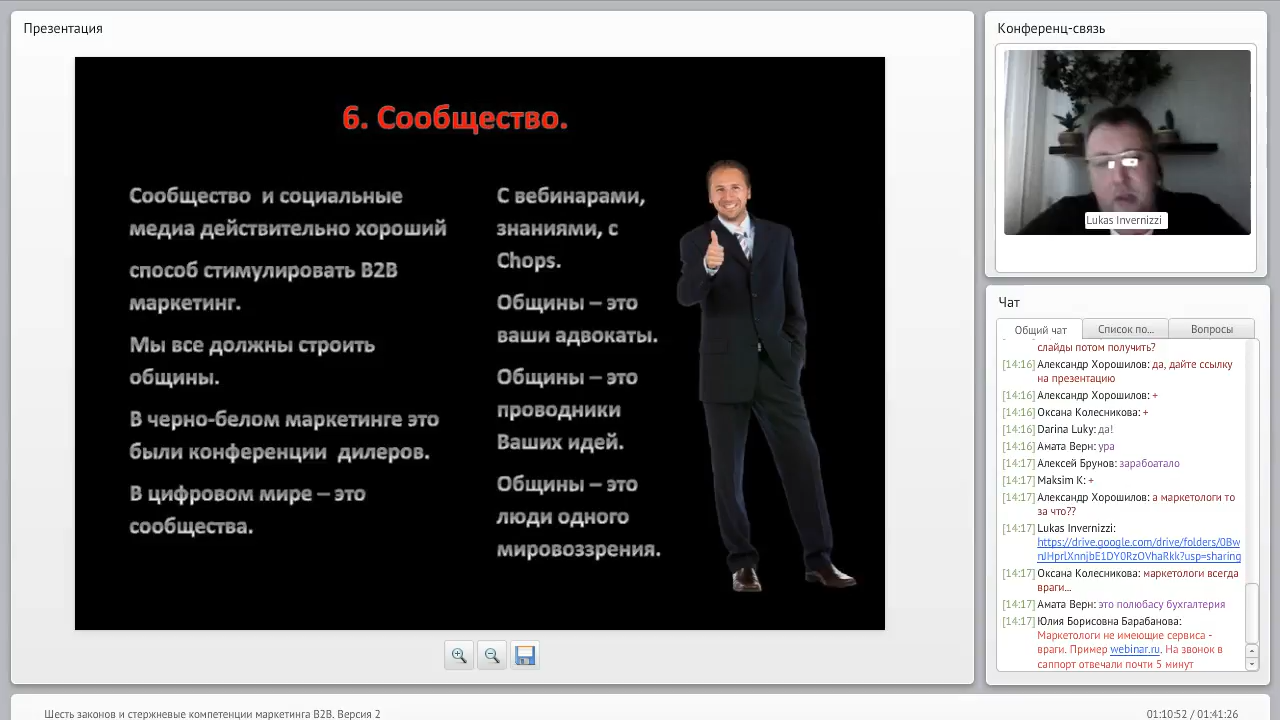 Презентация
6. Сообщество.
Сообщество и социальные
медиа действительно хороший
способ стимулировать B2B
маркетинг.
Мы все должны строить
общины.
В черно-белом маркетинге это
были конференции дилеров.
В цифровом мире – это
сообщества.
С вебинарами,
знаниями, с
Chops.
Общины – это
ваши адвокаты.
Общины – это
проводники
Ваших идей.
Общины – это
люди одного
мировоззрения.
Конференц-связь
Lukas Invernizzi
Чат
Общий чат
Список по...
Вопросы
слайды потом получить?
[14:16] Александр Хорошилов: да, дайте ссылку
на презентацию
[14:16] Александр Хорошилов: +
[14:16] Оксана Колесникова: +
[14:16] Darina Luky: да!
[14:16] Амата Верн: ура
[14:17] Алексей Брунов: зарабоатало
[14:17] Maksim K: +
[14:17] Александр Хорошилов: а маркетологи то
за что??
[14:17] Lukas Invernizzi:
https://drive.google.com/drive/folders/0Bw
nJHprlXnnjbE1DY0RzOVhaRkk?usp=sharing
[14:17] Оксана Колесникова: маркетологи всегда
враги...
[14:17] Амата Верн: это полюбасу бухгалтерия
[14:17] Юлия Борисовна Барабанова:
Маркетологи не имеющие сервиса -
враги. Пример webinar.ru. На звонок в
саппорт отвечали почти 5 минут
Шесть законов и стержневые компетенции маркетинга B2B. Версия 2
01:10:52 / 01:41:26